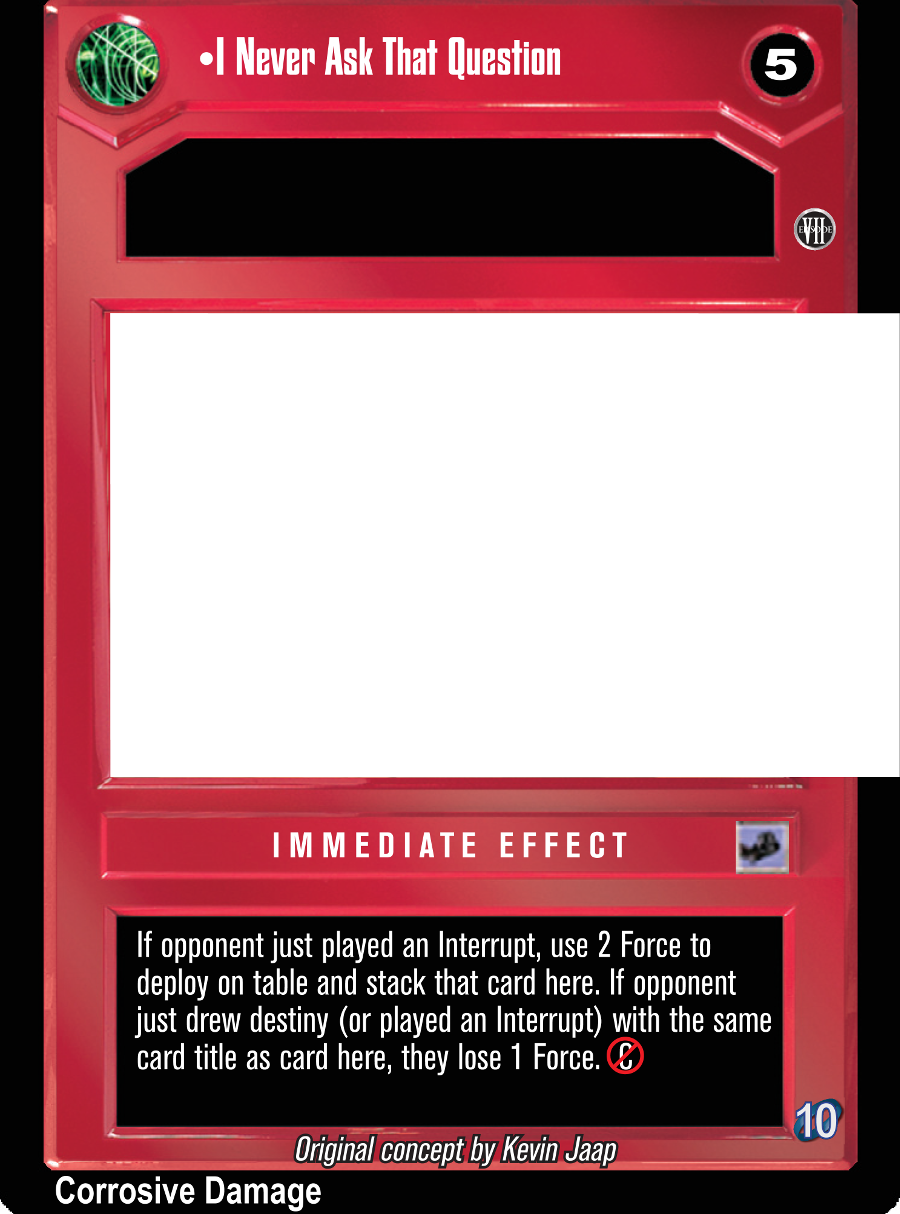 •I Never Ask That Question
5
EPISODE
VII
IMMEDIATE EFFECT
If opponent just played an Interrupt, use 2 Force to
deploy on table and stack that card here. If opponent
just drew destiny (or played an Interrupt) with the same
card title as card here, they lose 1 Force. C
10
Original concept by Kevin Jaap
Corrosive Damage